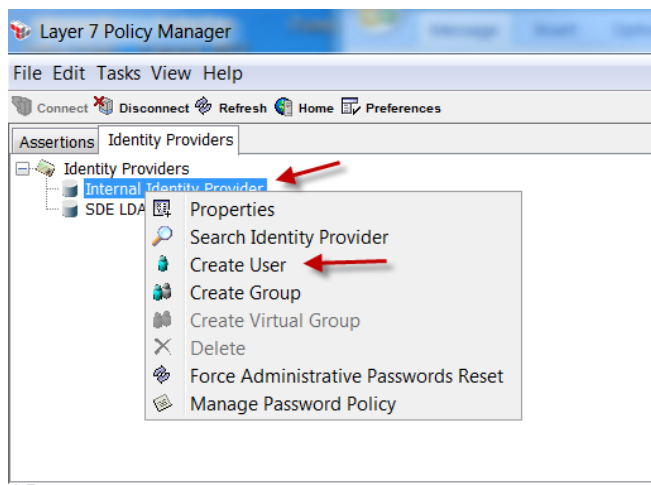 Layer 7 Policy Manager
Message Insert
File Edit Tasks View Help
Connect Disconnect Refresh Home Preferences
Assertions Identity Providers
Identity Providers
Internal Identity Provider
SDE LDA
Properties
Search Identity Provider
Create User
Create Group
Create Virtual Group
Delete
Force Administrative Passwords Reset
Manage Password Policy